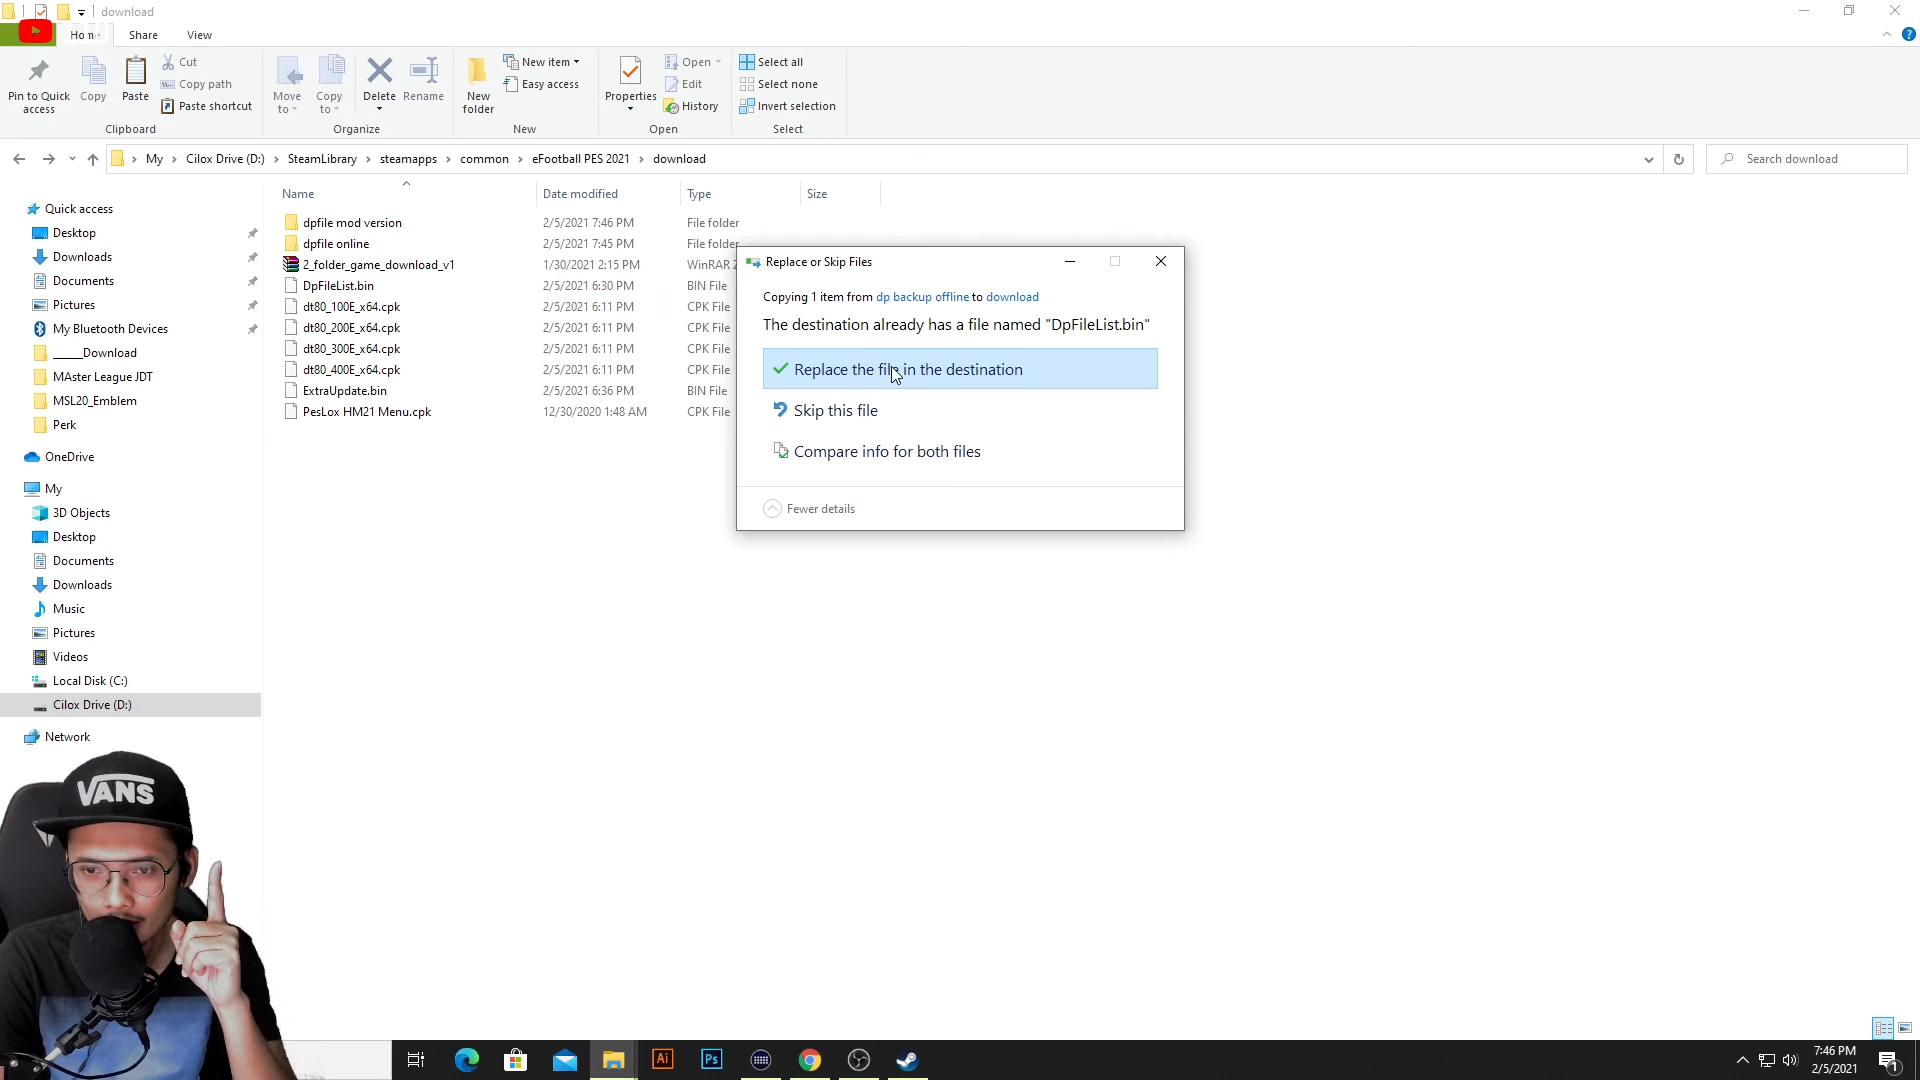 download
Home
Share
View
Pin to Quick access
Copy
Paste
Cut
Copy path
Paste shortcut
Clipboard
Move to
Copy to
Delete
Rename
Organize
New folder
New item
Easy access
New
Properties
Open
Edit
History
Open
Select all
Select none
Invert selection
Select
My > Cilox Drive (D:) > SteamLibrary > steamapps > common > eFootball PES 2021 > download
Search download
Name Date modified Type Size
dpfile mod version 2/5/2021 7:46 PM File folder
dpfile online 2/5/2021 7:45 PM File folder
2_folder_game_download_v1 1/30/2021 2:15 PM WinRAR
DpFileList.bin 2/5/2021 6:30 PM BIN File
dt80_100E_x64.cpk 2/5/2021 6:11 PM CPK File
dt80_200E_x64.cpk 2/5/2021 6:11 PM CPK File
dt80_300E_x64.cpk 2/5/2021 6:11 PM CPK File
dt80_400E_x64.cpk 2/5/2021 6:11 PM CPK File
ExtraUpdate.bin 2/5/2021 6:36 PM BIN File
PesLox HM21 Menu.cpk 12/30/2020 1:48 AM CPK File
Quick access
Desktop
Downloads
Documents
Pictures
My Bluetooth Devices
_____Download
MAster League JDT
MSL20_Emblem
Perk
OneDrive
My
3D Objects
Desktop
Documents
Downloads
Music
Pictures
Videos
Local Disk (C:)
Cilox Drive (D:)
Network
Replace or Skip Files
Copying 1 item from dp backup offline to download
The destination already has a file named "DpFileList.bin"
Replace the file in the destination
Skip this file
Compare info for both files
Fewer details
VANS
Ai
Ps
7:46 PM
2/5/2021
1